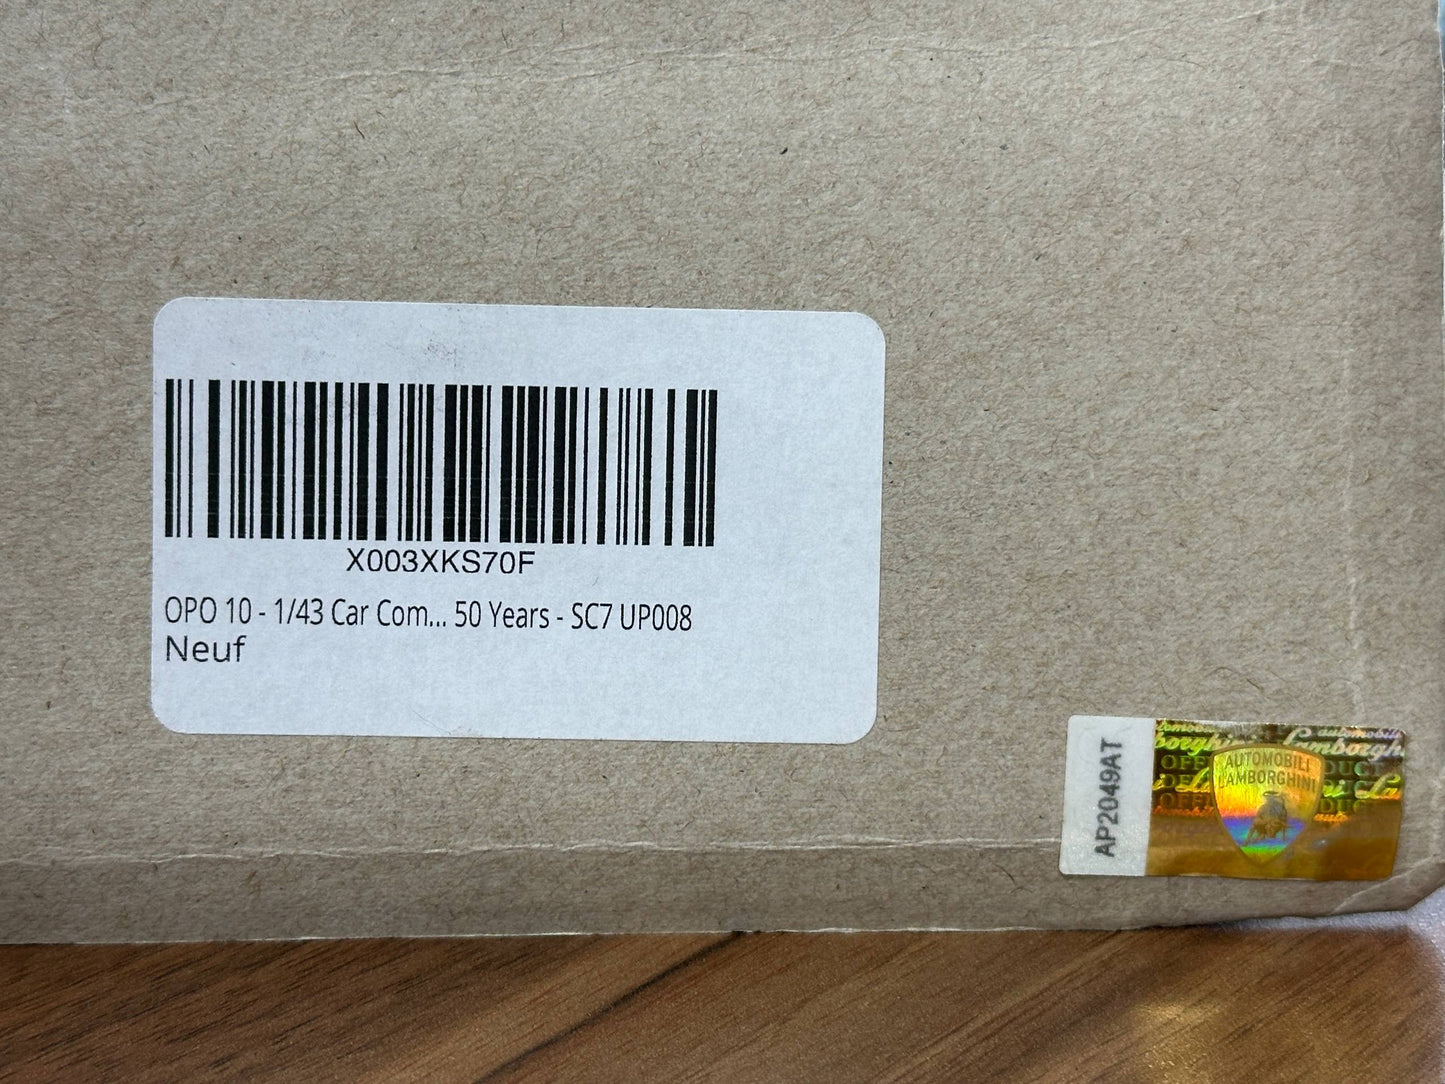 X003XKS70F
OPO 10 - 1/43 Car Com... 50 Years - SC7 UP008
Neuf
AP2049AT
AUTOMOBILI
LAMBORGHINI